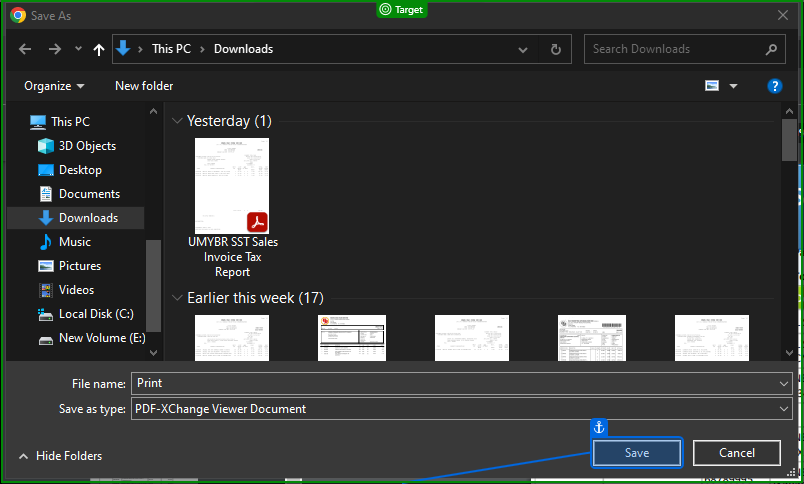 Save As
Target
This PC > Downloads
Search Downloads
Organize
New folder
?
This PC
3D Objects
Desktop
Documents
Downloads
Music
Pictures
Videos
Local Disk (C:)
New Volume (E:)
Yesterday (1)
UMYBR SST Sales
Invoice Tax
Report
Earlier this week (17)
File name: Print
Save as type: PDF-XChange Viewer Document
Hide Folders
Save
Cancel